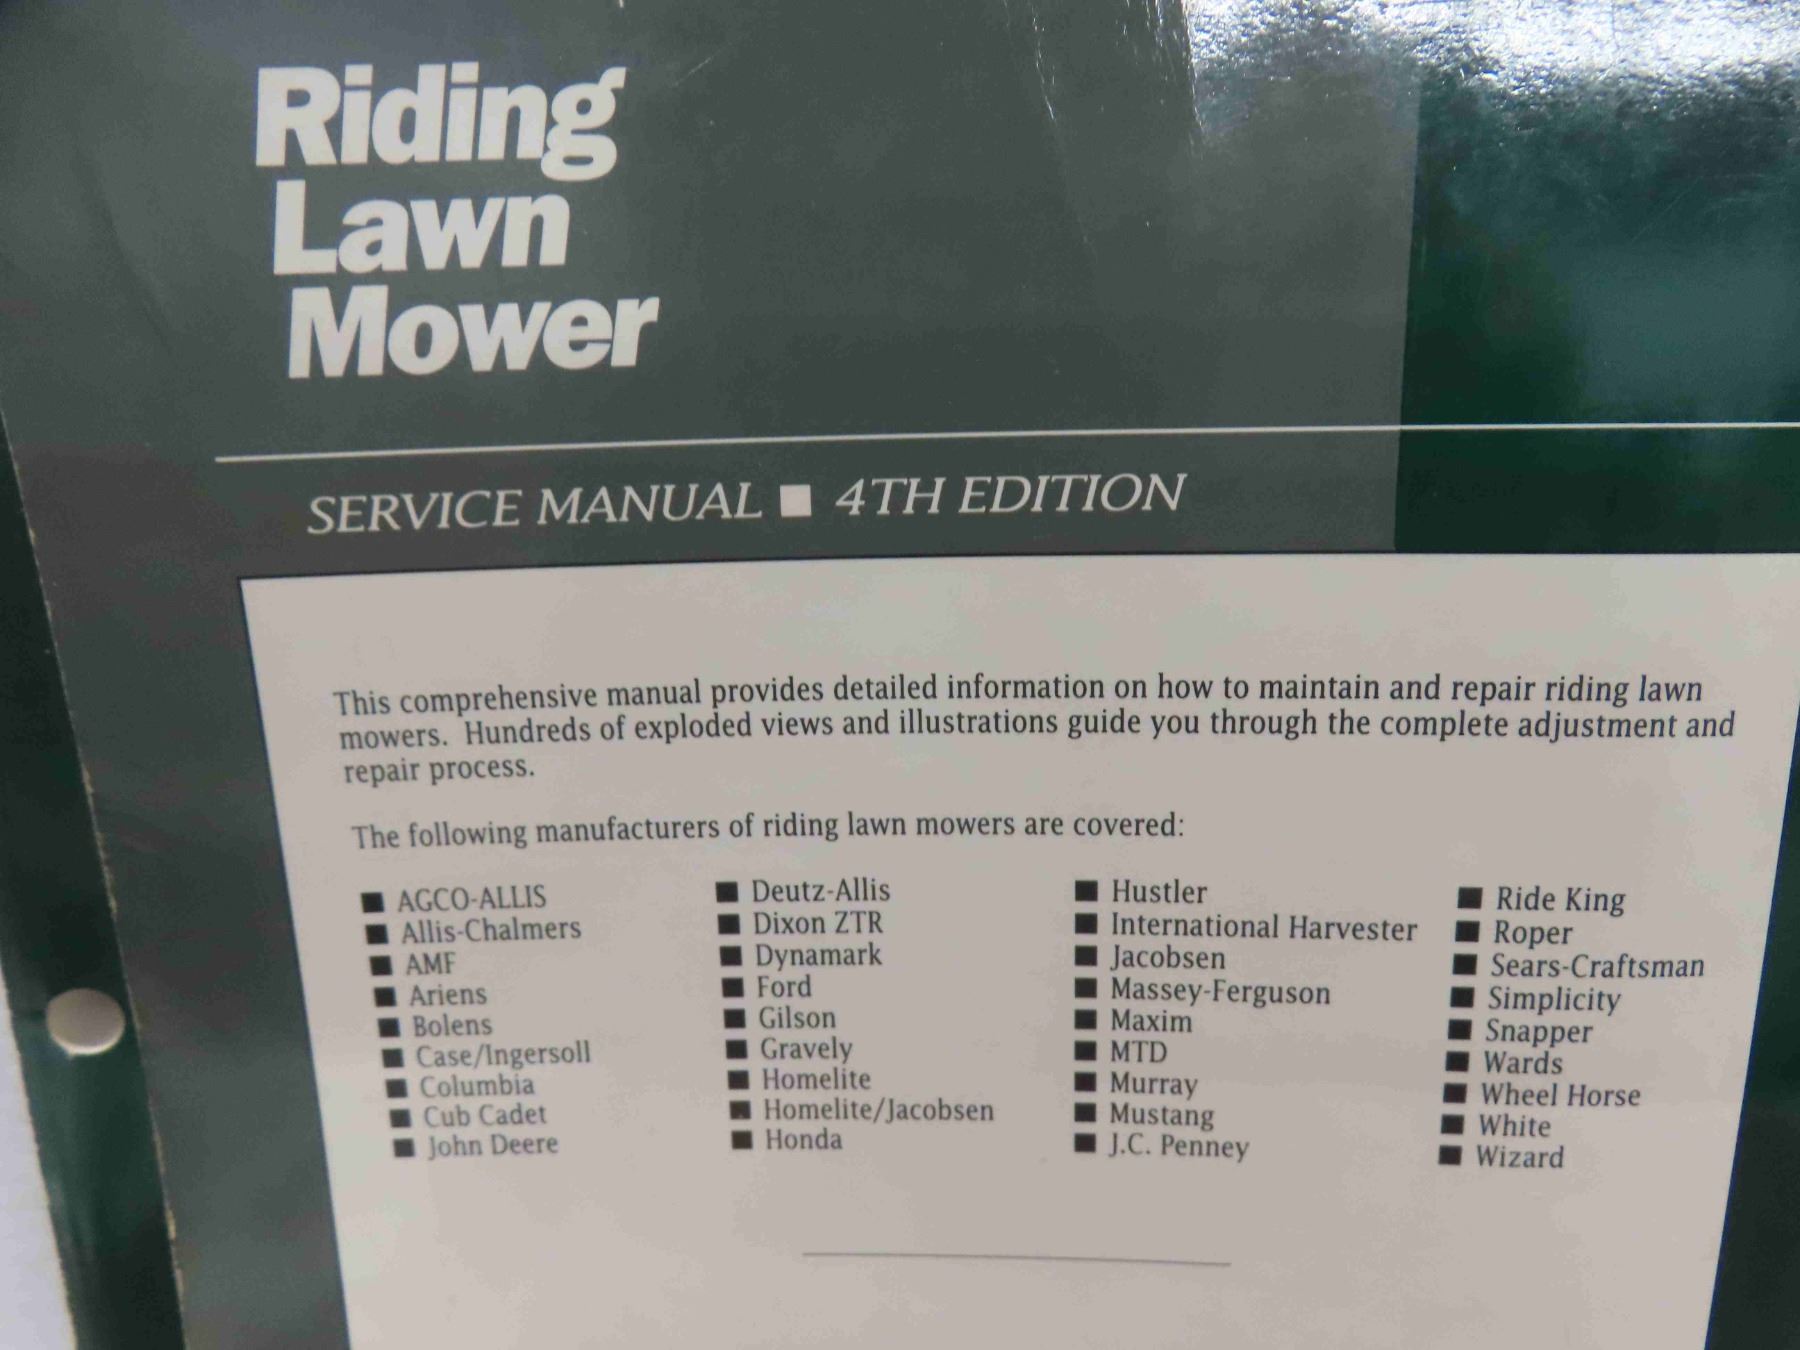 Riding
Lawn
Mower
SERVICE MANUAL ■ 4TH EDITION
This comprehensive manual provides detailed information on how to maintain and repair riding lawn
mowers. Hundreds of exploded views and illustrations guide you through the complete adjustment and
repair process.
The following manufacturers of riding lawn mowers are covered:
■ AGCO-ALLIS
■ Allis-Chalmers
■ AMF
■ Ariens
■ Bolens
■ Case/Ingersoll
■ Columbia
■ Cub Cadet
■ John Deere
■ Deutz-Allis
■ Dixon ZTR
■ Dynamark
■ Ford
■ Gilson
■ Gravely
■ Homelite
■ Homelite/Jacobsen
■ Honda
■ Hustler
■ International Harvester
■ Jacobsen
■ Massey-Ferguson
■ Maxim
■ MTD
■ Murray
■ Mustang
■ J.C. Penney
■ Ride King
■ Roper
■ Sears-Craftsman
■ Simplicity
■ Snapper
■ Wards
■ Wheel Horse
■ White
■ Wizard